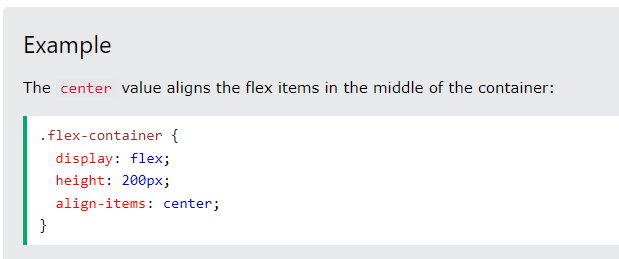 Example
The center value aligns the flex items in the middle of the container:
.flex-container {
  display: flex;
  height: 200px;
  align-items: center;
}